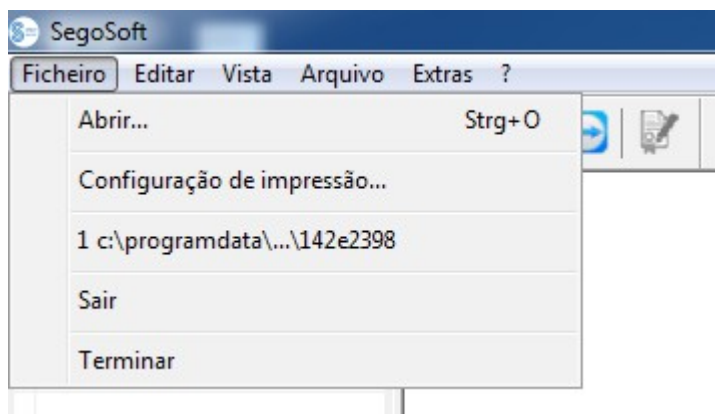 SegoSoft
Ficheiro Editar Vista Arquivo Extras ?
Abrir... Strg+O
Configuração de impressão...
1 c:\programdata\...\142e2398
Sair
Terminar